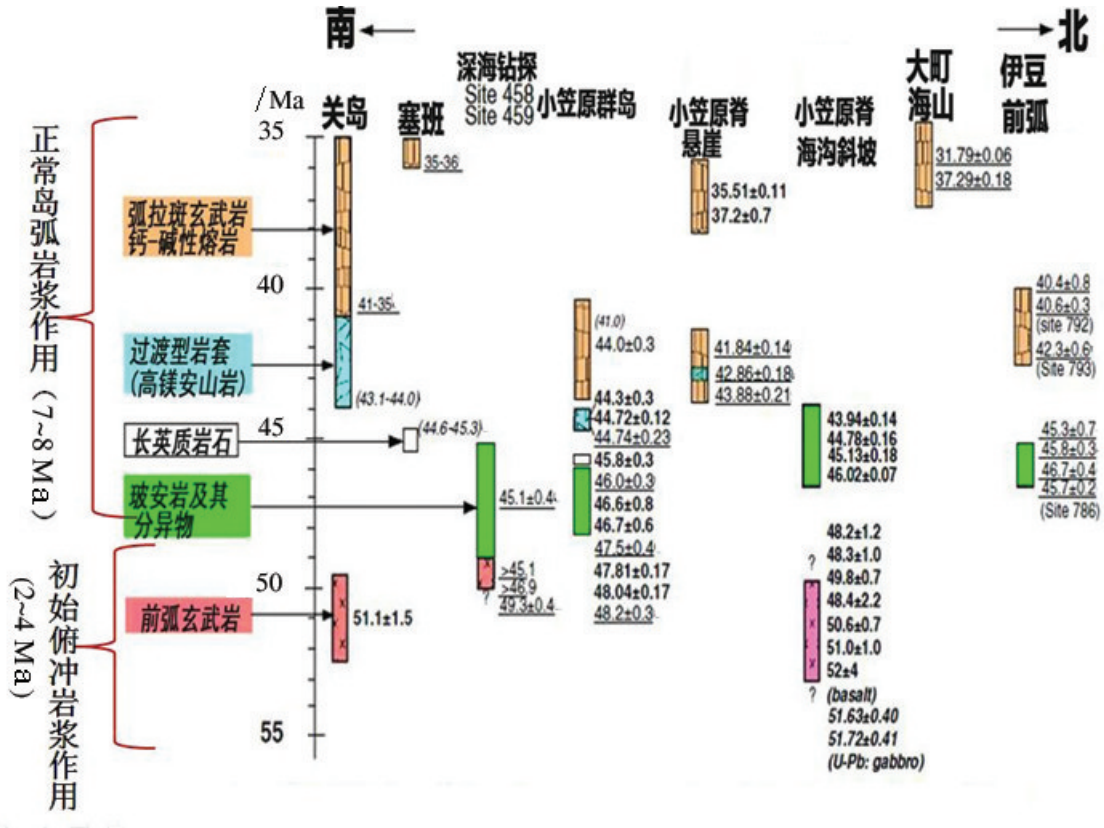 南
北
/Ma
关岛
塞班
深海钻探
Site 458
Site 459
小笠原群岛
小笠原脊
悬崖
小笠原脊
海沟斜坡
大町
海山
伊豆
前弧
35
40
45
50
55
正常岛弧岩浆作用（7~8 Ma）
初始俯冲岩浆作用
(2~4 Ma)
弧拉斑玄武岩
钙-碱性熔岩
过渡型岩套
(高镁安山岩)
长英质岩石
玻安岩及其
分异物
前弧玄武岩
41-35
(43.1-44.0)
51.1±1.5
35-36
(44.6-45.3)
45.1±0.4
>45.1
>46.9
?
49.3±0.4
(41.0)
44.0±0.3
44.3±0.3
44.72±0.12
44.74±0.23
45.8±0.3
46.0±0.3
46.6±0.8
46.7±0.6
47.5±0.4
47.81±0.17
48.04±0.17
48.2±0.3
35.51±0.11
37.2±0.7
41.84±0.14
42.86±0.18
43.88±0.21
43.94±0.14
44.78±0.16
45.13±0.18
46.02±0.07
48.2±1.2
?
48.3±1.0
49.8±0.7
48.4±2.2
50.6±0.7
51.0±1.0
52±4
?
(basalt)
51.63±0.40
51.72±0.41
(U-Pb: gabbro)
31.79±0.06
37.29±0.18
40.4±0.8
40.6±0.3
(site 792)
42.3±0.6
(Site 793)
45.3±0.7
45.8±0.3
46.7±0.4
45.7±0.2
(Site 786)